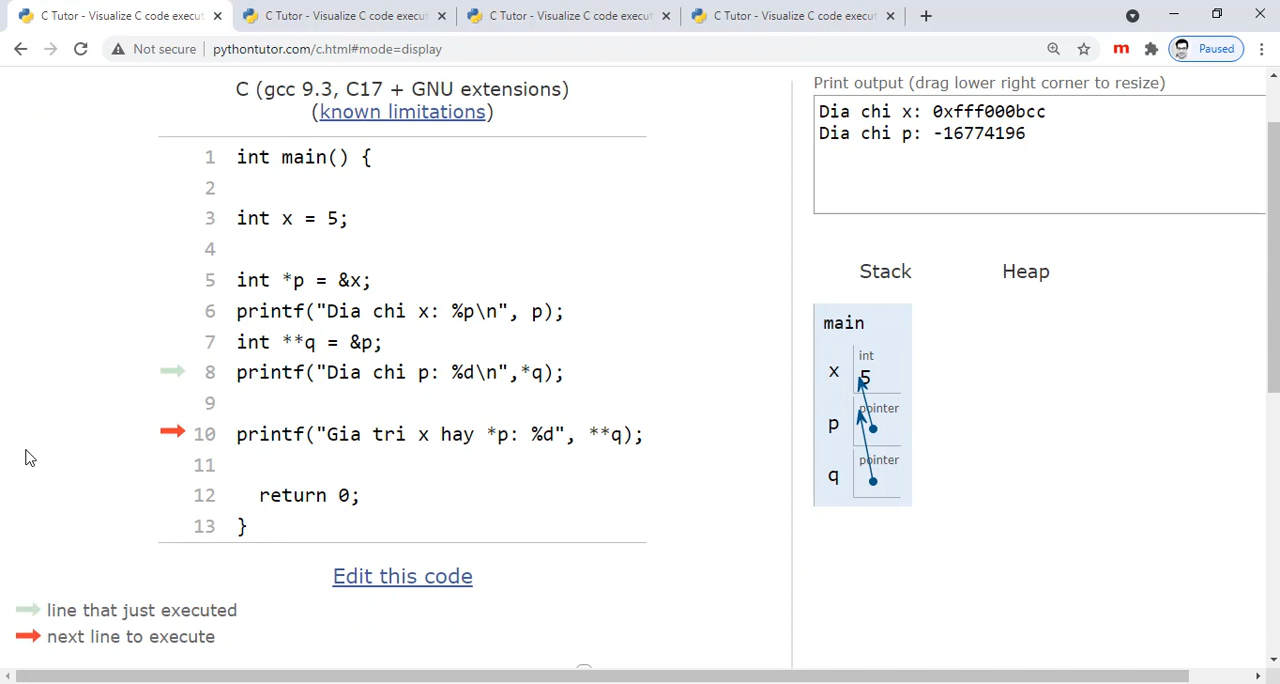 C Tutor - Visualize C code execut
C Tutor - Visualize C code execut
C Tutor - Visualize C code execut
C Tutor - Visualize C code execut
Not secure | pythontutor.com/c.html#mode=display
m
Paused
C (gcc 9.3, C17 + GNU extensions)
(known limitations)
1 int main() {
2
3 int x = 5;
4
5 int *p = &x;
6 printf("Dia chi x: %p\n", p);
7 int **q = &p;
8 printf("Dia chi p: %d\n",*q);
9
10 printf("Gia tri x hay *p: %d", **q);
11
12 return 0;
13 }
Edit this code
line that just executed
next line to execute
Print output (drag lower right corner to resize)
Dia chi x: 0xfff000bcc
Dia chi p: -16774196
Stack Heap
main
int
x 5
pointer
p
pointer
q